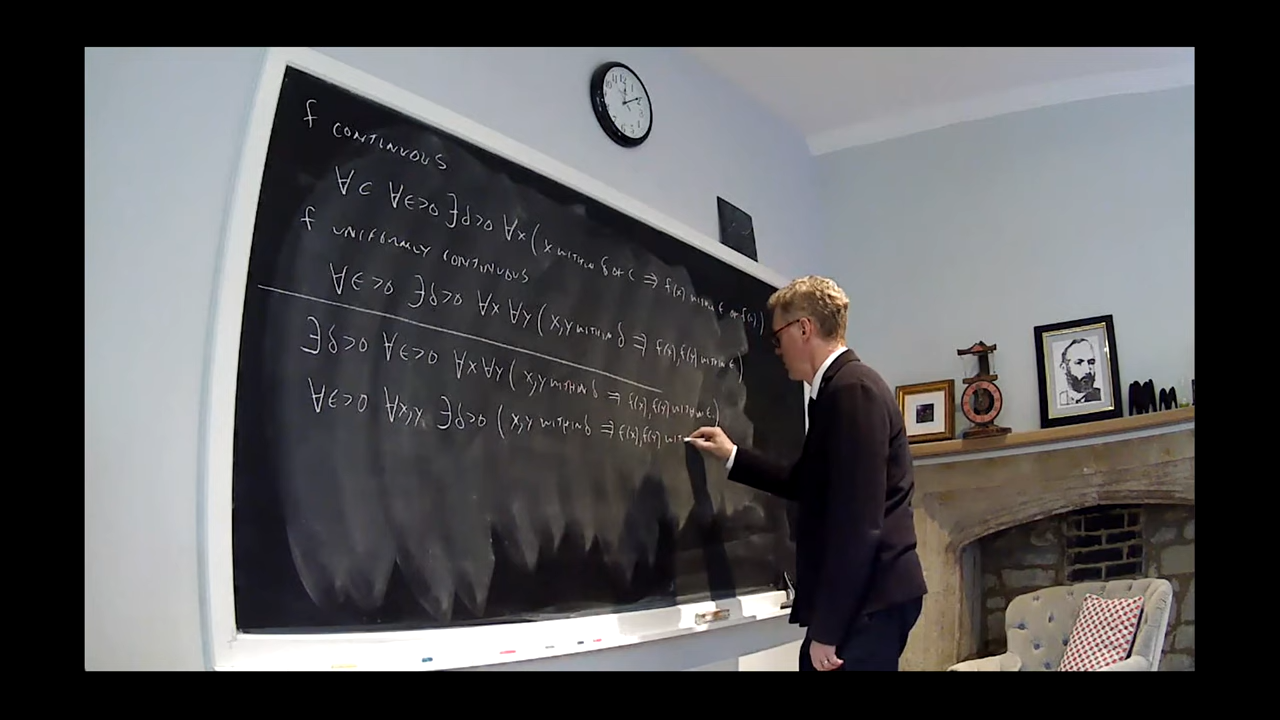 f CONTINUOUS
∀c ∀ϵ>0 ∃δ>0 ∀x (x WITHIN δ OF c ⇒ f(x) WITHIN ϵ OF f(c))
f UNIFORMLY CONTINUOUS
∀ϵ>0 ∃δ>0 ∀x ∀y (x,y WITHIN δ ⇒ f(x),f(y) WITHIN ϵ)
∃δ>0 ∀ϵ>0 ∀x∀y (x,y WITHIN δ ⇒ f(x),f(y) WITHIN ϵ)
∀ϵ>0 ∀x,y, ∃δ>0 (x,y WITHIN δ ⇒ f(x),f(y) WIT